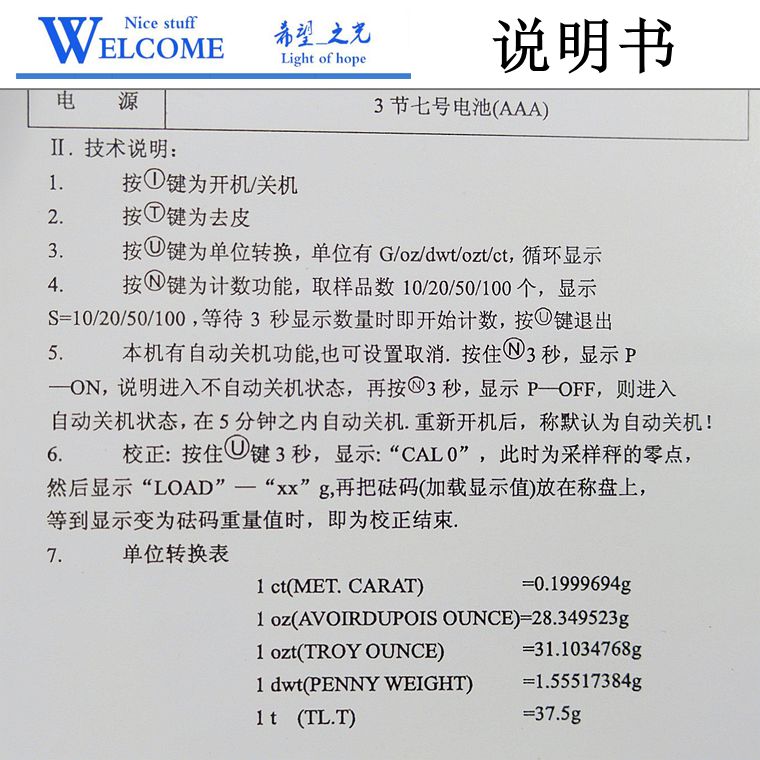 Nice stuff
WELCOME
希望之光
Light of hope
说明书
电 源 3节七号电池(AAA)
II. 技术说明:
1. 按Ⓘ键为开机/关机
2. 按Ⓣ键为去皮
3. 按Ⓤ键为单位转换，单位有 G/oz/dwt/ozt/ct, 循环显示
4. 按Ⓝ键为计数功能，取样品数 10/20/50/100 个，显示
S=10/20/50/100 , 等待 3 秒显示数量时即开始计数, 按Ⓤ键退出
5. 本机有自动关机功能,也可设置取消. 按住Ⓝ3 秒，显示 P
—ON，说明进入不自动关机状态，再按Ⓝ3 秒，显示 P—OFF，则进入
自动关机状态，在 5 分钟之内自动关机. 重新开机后，称默认为自动关机！
6. 校正: 按住Ⓤ键 3 秒，显示: “CAL 0” ，此时为采样秤的零点，
然后显示 “LOAD” — “xx” g,再把砝码(加载显示值)放在称盘上，
等到显示变为砝码重量值时，即为校正结束.
7. 单位转换表
1 ct(MET. CARAT) =0.1999694g
1 oz(AVOIRDUPOIS OUNCE)=28.349523g
1 ozt(TROY OUNCE) =31.1034768g
1 dwt(PENNY WEIGHT) =1.55517384g
1 t (TL.T) =37.5g